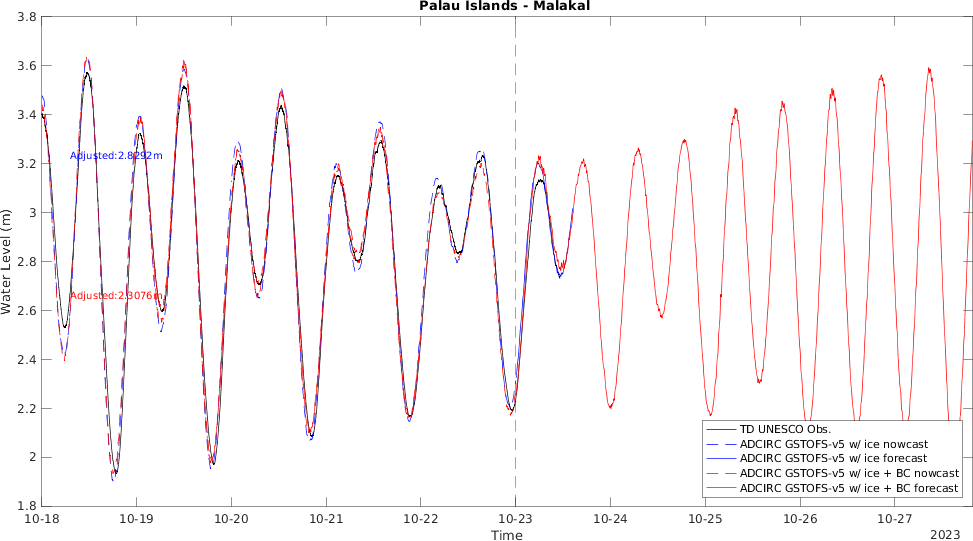 Palau Islands - Malakal
3.8
3.6
3.4
3.2
3
2.8
2.6
2.4
2.2
2
1.8
Water Level (m)
Adjusted:2.8292m
Adjusted:2.3076m
TD UNESCO Obs.
ADCIRC GSTOFS-v5 w/ ice nowcast
ADCIRC GSTOFS-v5 w/ ice forecast
ADCIRC GSTOFS-v5 w/ ice + BC nowcast
ADCIRC GSTOFS-v5 w/ ice + BC forecast
10-18 10-19 10-20 10-21 10-22 10-23 10-24 10-25 10-26 10-27
Time
2023